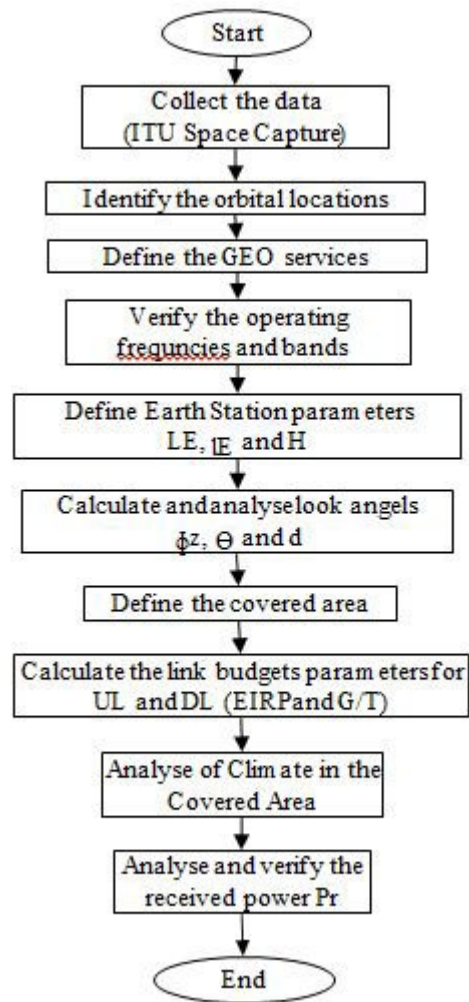 Start
Collect the data
(ITU Space Capture)
Identify the orbital locations
Define the GEO services
Verify the operating
frequncies and bands
Define Earth Station parameters
LE, lE and H
Calculate and analyse look angels
ϕz, Θ and d
Define the covered area
Calculate the link budgets parameters for
UL and DL (EIRP and G/T)
Analyse of Climate in the
Covered Area
Analyse and verify the
received power Pr
End